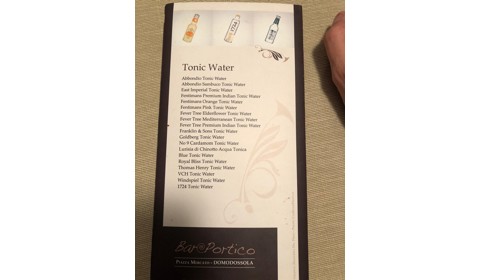 1724
Tonic Water
Abbondio Tonic Water
Abbondio Sambuco Tonic Water
East Imperial Tonic Water
Fentimans Premium Indian Tonic Water
Fentimans Orange Tonic Water
Fentimans Pink Tonic Water
Fever Tree Elderflower Tonic Water
Fever Tree Mediterranean Tonic Water
Fever Tree Premium Indian Tonic Water
Franklin & Sons Tonic Water
Goldberg Tonic Water
No 9 Cardamom Tonic Water
Lurisia di Chinotto Acqua Tonica
Blue Tonic Water
Royal Bliss Tonic Water
Thomas Henry Tonic Water
VCH Tonic Water
Windspiel Tonic Water
1724 Tonic Water
Bar Portico
Piazza Mercato - DOMODOSSOLA